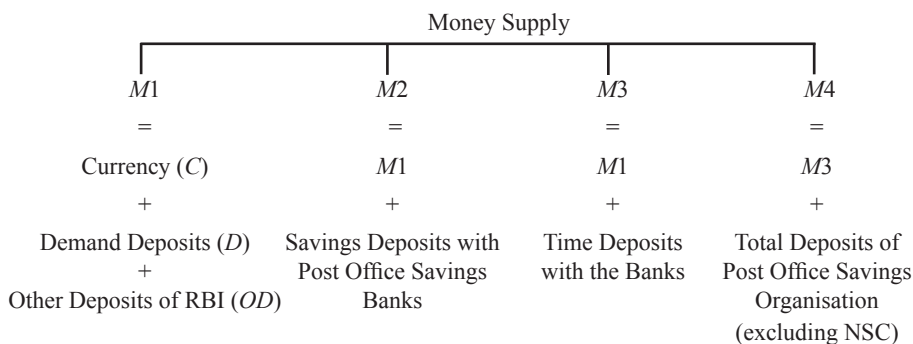 Money Supply
M1 M2 M3 M4
= = = =
Currency (C) M1 M1 M3
+ + + +
Demand Deposits (D) Savings Deposits with Time Deposits Total Deposits of
+ Post Office Savings with the Banks Post Office Savings
Other Deposits of RBI (OD) Banks Organisation
(excluding NSC)